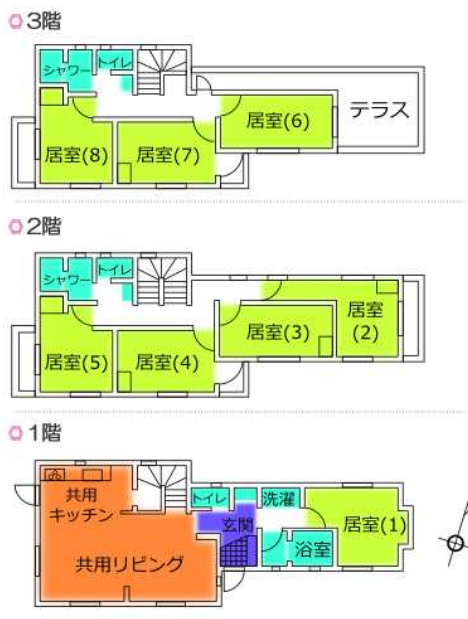 3階
シャワー
トイレ
テラス
居室(6)
居室(8)
居室(7)
2階
シャワー
トイレ
居室
(2)
居室(3)
居室(5)
居室(4)
1階
共用
キッチン
トイレ
洗濯
玄関
居室(1)
浴室
共用リビング